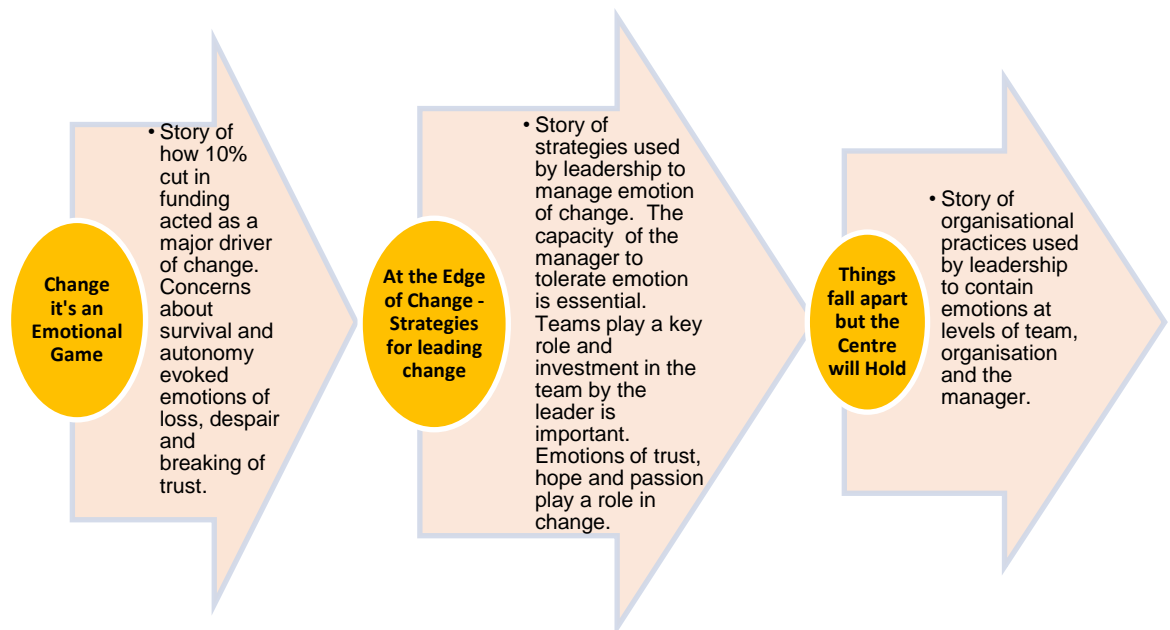 Change
it's an
Emotional
Game
• Story of
how 10%
cut in
funding
acted as a
major driver
of change.
Concerns
about
survival and
autonomy
evoked
emotions of
loss, despair
and
breaking of
trust.
At the Edge
of Change -
Strategies
for leading
change
• Story of
strategies used
by leadership to
manage emotion
of change. The
capacity of the
manager to
tolerate emotion
is essential.
Teams play a key
role and
investment in the
team by the
leader is
important.
Emotions of trust,
hope and passion
play a role in
change.
Things
fall apart
but the
Centre
will Hold
• Story of
organisational
practices used
by leadership
to contain
emotions at
levels of team,
organisation
and the
manager.